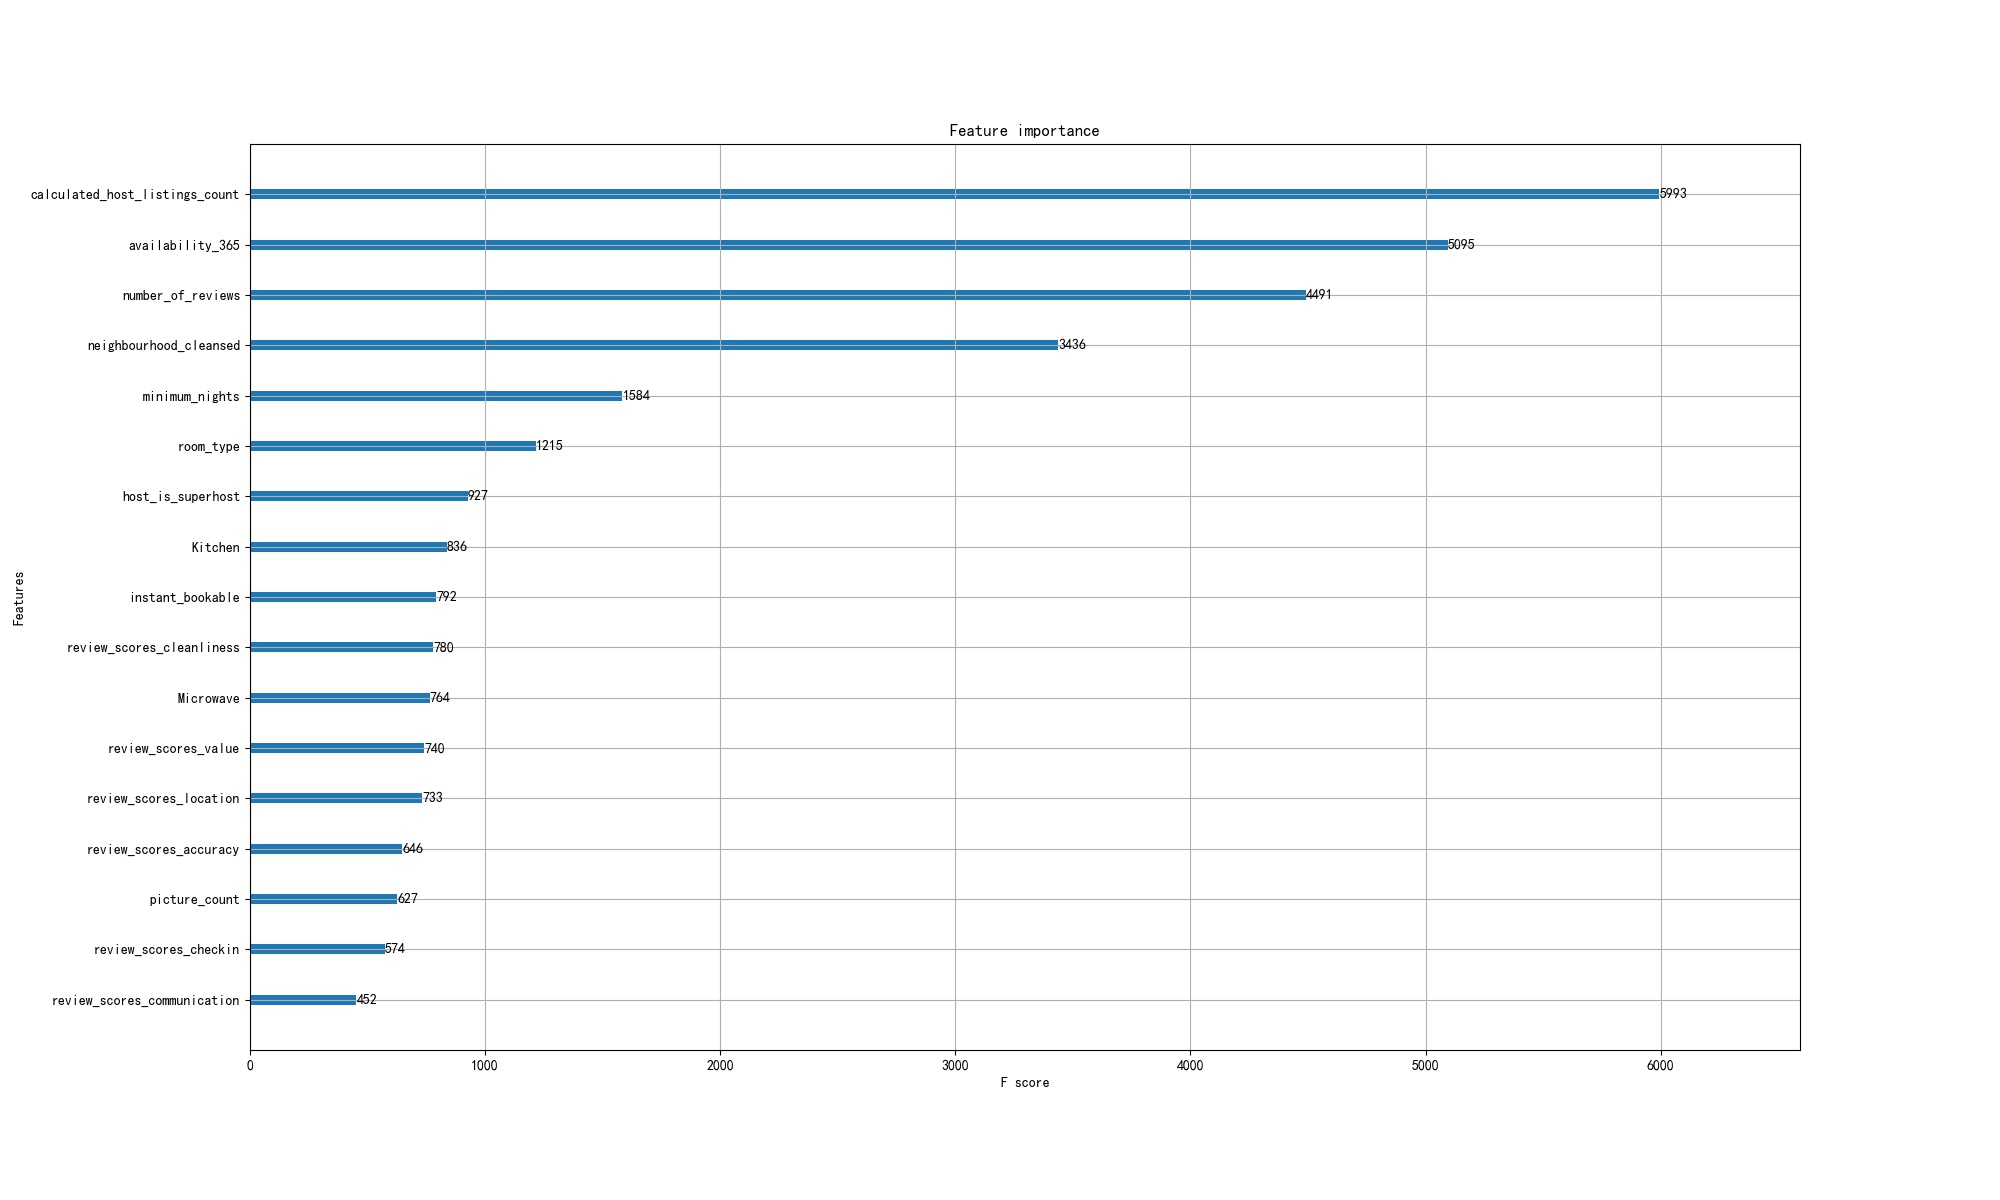 Feature importance
calculated_host_listings_count 5993
availability_365 5095
number_of_reviews 4491
neighbourhood_cleansed 3436
minimum_nights 1584
room_type 1215
host_is_superhost 927
Kitchen 836
instant_bookable 792
review_scores_cleanliness 780
Microwave 764
review_scores_value 740
review_scores_location 733
review_scores_accuracy 646
picture_count 627
review_scores_checkin 574
review_scores_communication 452
Features
0 1000 2000 3000 4000 5000 6000
F score